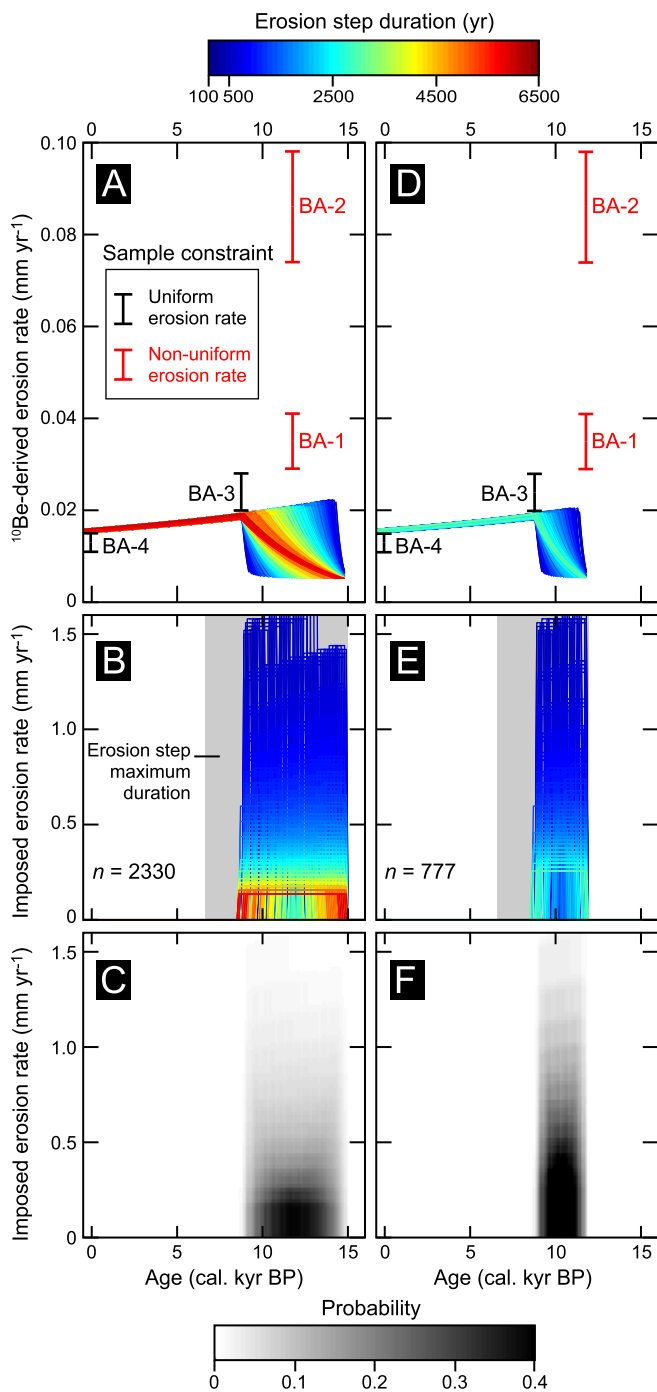 Erosion step duration (yr)
100 500 2500 4500 6500
0 5 10 15 0 5 10 15
0.10
0.08
0.06
0.04
0.02
0
¹⁰Be-derived erosion rate (mm yr⁻¹)
A
BA-2
Sample constraint
Uniform
erosion rate
Non-uniform
erosion rate
BA-1
BA-3
BA-4
D
BA-2
BA-1
BA-3
BA-4
1.5
1.0
0.5
0
Imposed erosion rate (mm yr⁻¹)
B
Erosion step
maximum
duration
n = 2330
E
n = 777
1.5
1.0
0.5
0
Imposed erosion rate (mm yr⁻¹)
C
F
0 5 10 15 0 5 10 15
Age (cal. kyr BP) Age (cal. kyr BP)
Probability
0 0.1 0.2 0.3 0.4